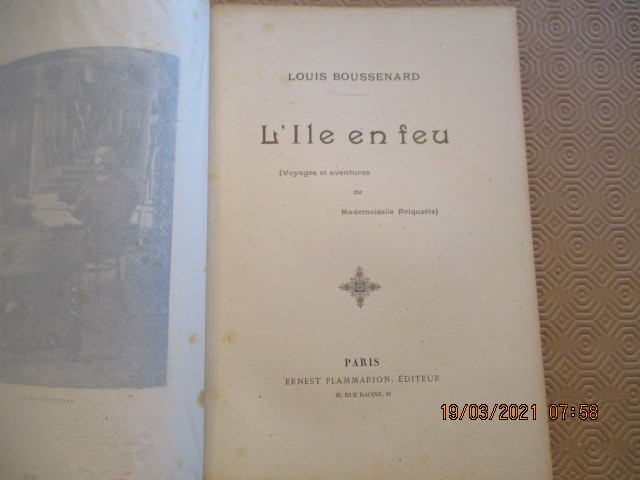 LOUIS BOUSSENARD
L'Ile en feu
(Voyages et aventures
de
Mademoiselle Friquette)
PARIS
ERNEST FLAMMARION, ÉDITEUR
26, RUE RACINE, 26
19/03/2021 07:58